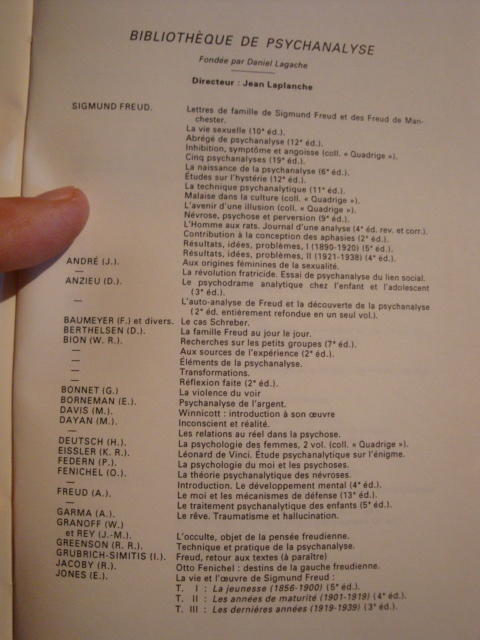 BIBLIOTHÈQUE DE PSYCHANALYSE
Fondée par Daniel Lagache
Directeur : Jean Laplanche
SIGMUND FREUD. Lettres de famille de Sigmund Freud et des Freud de Man-
chester.
La vie sexuelle (10e éd.).
Abrégé de psychanalyse (12e éd.).
Inhibition, symptôme et angoisse (coll. « Quadrige »).
Cinq psychanalyses (19e éd.).
La naissance de la psychanalyse (6e éd.).
Études sur l'hystérie (12e éd.).
La technique psychanalytique (11e éd.).
Malaise dans la culture (coll. « Quadrige »).
L'avenir d'une illusion (coll. « Quadrige »).
Névrose, psychose et perversion (9e éd.).
L'Homme aux rats. Journal d'une analyse (4e éd. rev. et corr.).
Contribution à la conception des aphasies (2e éd.).
Résultats, idées, problèmes, I (1890-1920) (5e éd.).
Résultats, idées, problèmes, II (1921-1938) (4e éd.).
ANDRÉ (J.). Aux origines féminines de la sexualité.
— La révolution fratricide. Essai de psychanalyse du lien social.
ANZIEU (D.). Le psychodrame analytique chez l'enfant et l'adolescent
(3e éd.).
— L'auto-analyse de Freud et la découverte de la psychanalyse
(2e éd. entièrement refondue en un seul vol.).
BAUMEYER (F.) et divers. Le cas Schreber.
BERTHELSEN (D.). La famille Freud au jour le jour.
BION (W. R.). Recherches sur les petits groupes (7e éd.).
— Aux sources de l'expérience (2e éd.).
— Éléments de la psychanalyse.
— Transformations.
— Réflexion faite (2e éd.).
BONNET (G.) La violence du voir
BORNEMAN (E.). Psychanalyse de l'argent.
DAVIS (M.). Winnicott : introduction à son œuvre
DAYAN (M.). Inconscient et réalité.
— Les relations au réel dans la psychose.
DEUTSCH (H.). La psychologie des femmes, 2 vol. (coll. « Quadrige »).
EISSLER (K. R.). Léonard de Vinci. Étude psychanalytique sur l'énigme.
FEDERN (P.). La psychologie du moi et les psychoses.
FENICHEL (O.). La théorie psychanalytique des névroses.
— Introduction. Le développement mental (4e éd.).
FREUD (A.). Le moi et les mécanismes de défense (13e éd.).
— Le traitement psychanalytique des enfants (5e éd.).
GARMA (A.). Le rêve. Traumatisme et hallucination.
GRANOFF (W.)
et REY (J.-M.). L'occulte, objet de la pensée freudienne.
GREENSON (R. R.). Technique et pratique de la psychanalyse.
GRUBRICH-SIMITIS (I.). Freud, retour aux textes (à paraître)
JACOBY (R.). Otto Fenichel : destins de la gauche freudienne.
JONES (E.). La vie et l'œuvre de Sigmund Freud :
T. I : La jeunesse (1856-1900) (5e éd.).
T. II : Les années de maturité (1901-1919) (4e éd.).
T. III : Les dernières années (1919-1939) (3e éd.).